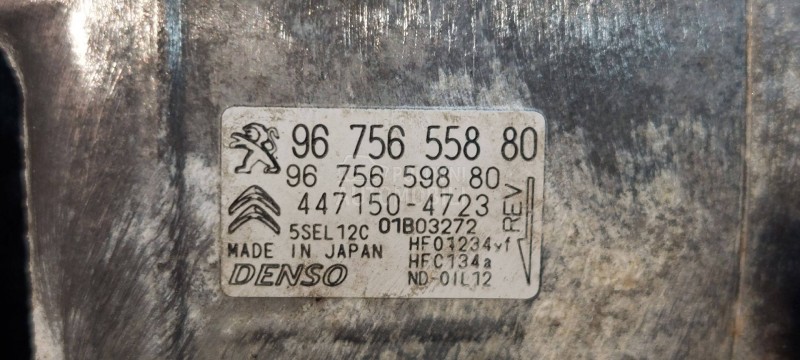 96 756 558 80
96 756 598 80
447150-4723
5SEL12C 01B03272
MADE IN JAPAN HFO1234yf
DENSO HFC134a
ND-OIL12
REV